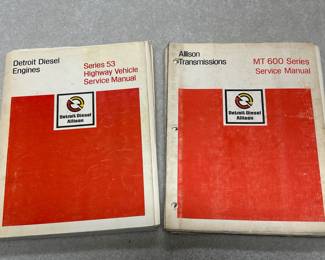 Detroit Diesel
Engines
Series 53
Highway Vehicle
Service Manual
Detroit Diesel
Allison
Allison
Transmissions
MT 600 Series
Service Manual
Detroit Diesel
Allison